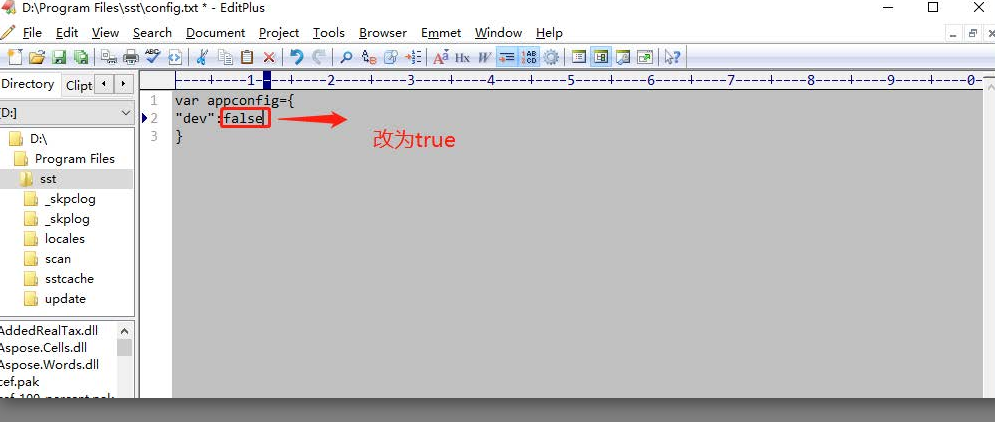 D:\Program Files\sst\config.txt * - EditPlus
File Edit View Search Document Project Tools Browser Emmet Window Help
Directory Clipt
[D:]
D:\
Program Files
sst
_skpclog
_skplog
locales
scan
sstcache
update
AddedRealTax.dll
Aspose.Cells.dll
Aspose.Words.dll
cef.pak
----+----1----+----2----+----3----+----4----+----5----+----6----+----7----+----8----+----9----+----0-
1 var appconfig={
2 "dev":false
3 }
改为true